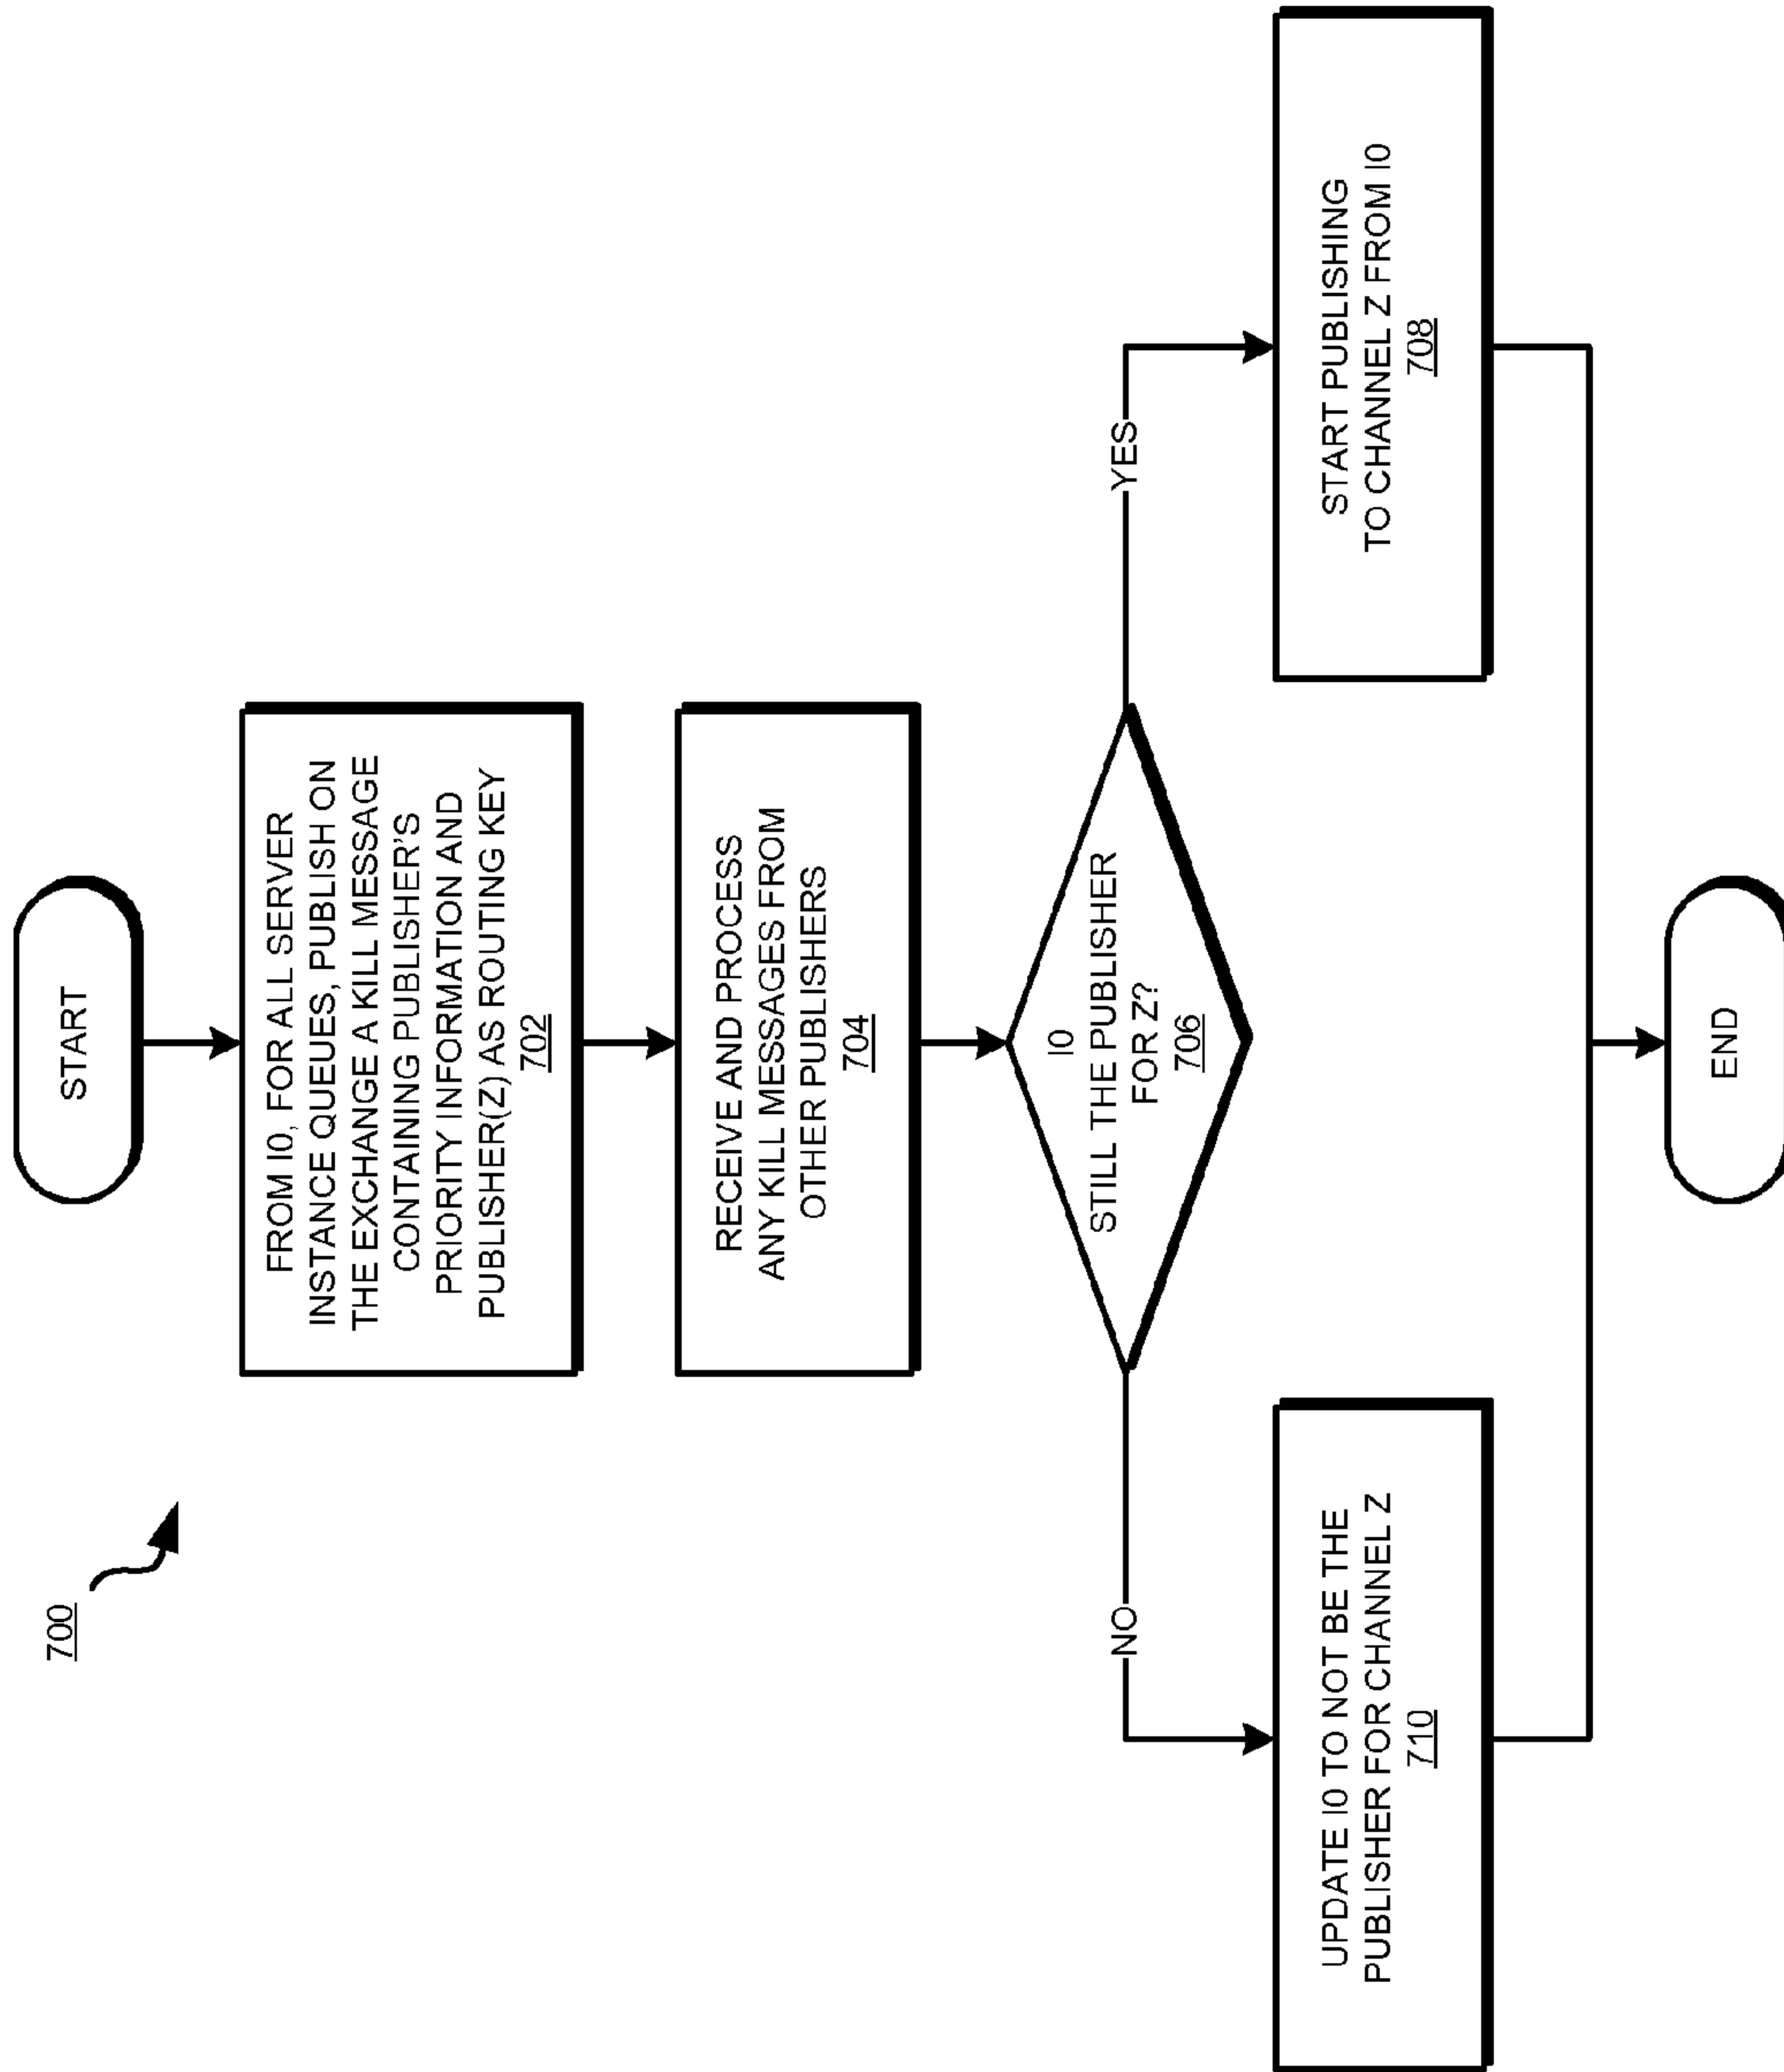 700
START
FROM I0, FOR ALL SERVER
INSTANCE QUEUES, PUBLISH ON
THE EXCHANGE A KILL MESSAGE
CONTAINING PUBLISHER'S
PRIORITY INFORMATION AND
PUBLISHER(Z) AS ROUTING KEY
702
RECEIVE AND PROCESS
ANY KILL MESSAGES FROM
OTHER PUBLISHERS
704
I0
STILL THE PUBLISHER
FOR Z?
706
NO
YES
UPDATE I0 TO NOT BE THE
PUBLISHER FOR CHANNEL Z
710
START PUBLISHING
TO CHANNEL Z FROM I0
708
END